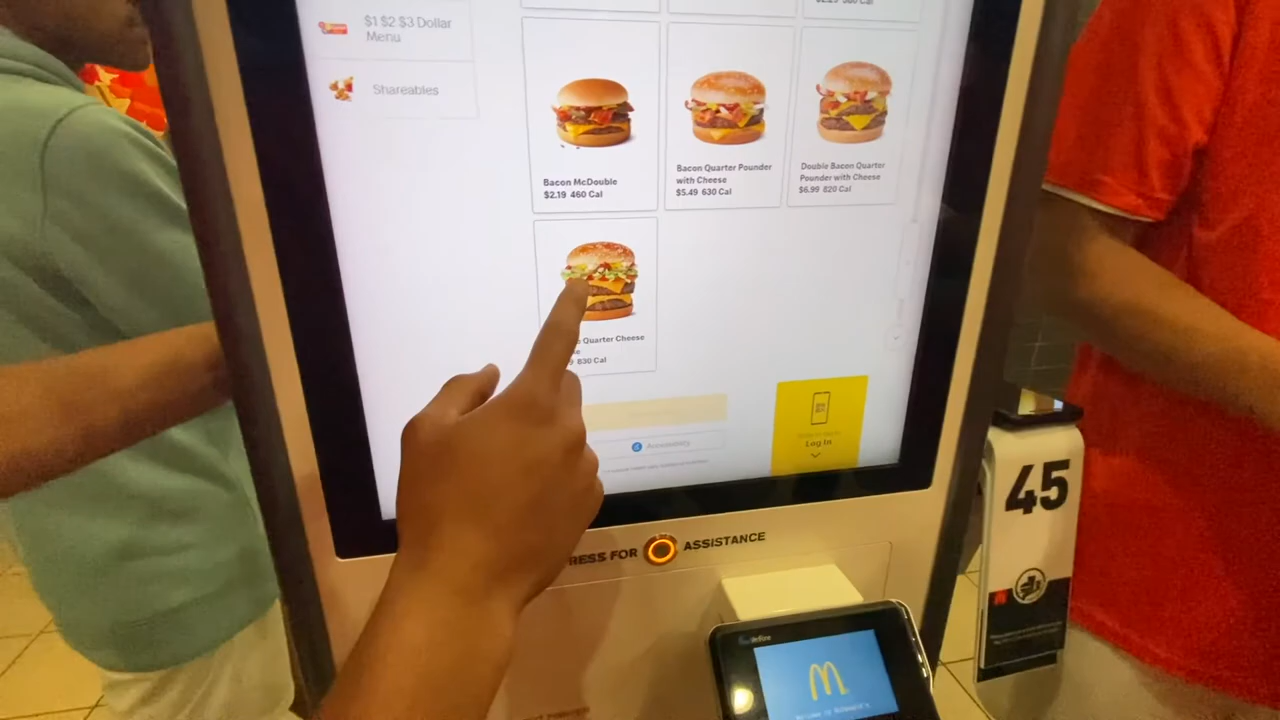 $1 $2 $3 Dollar
Menu
Shareables
Bacon McDouble
$2.19 460 Cal
Bacon Quarter Pounder
with Cheese
$5.49 630 Cal
Double Bacon Quarter
Pounder with Cheese
$6.99 820 Cal
Quarter Cheese
830 Cal
Accessibility
Log In
RESS FOR
ASSISTANCE
45